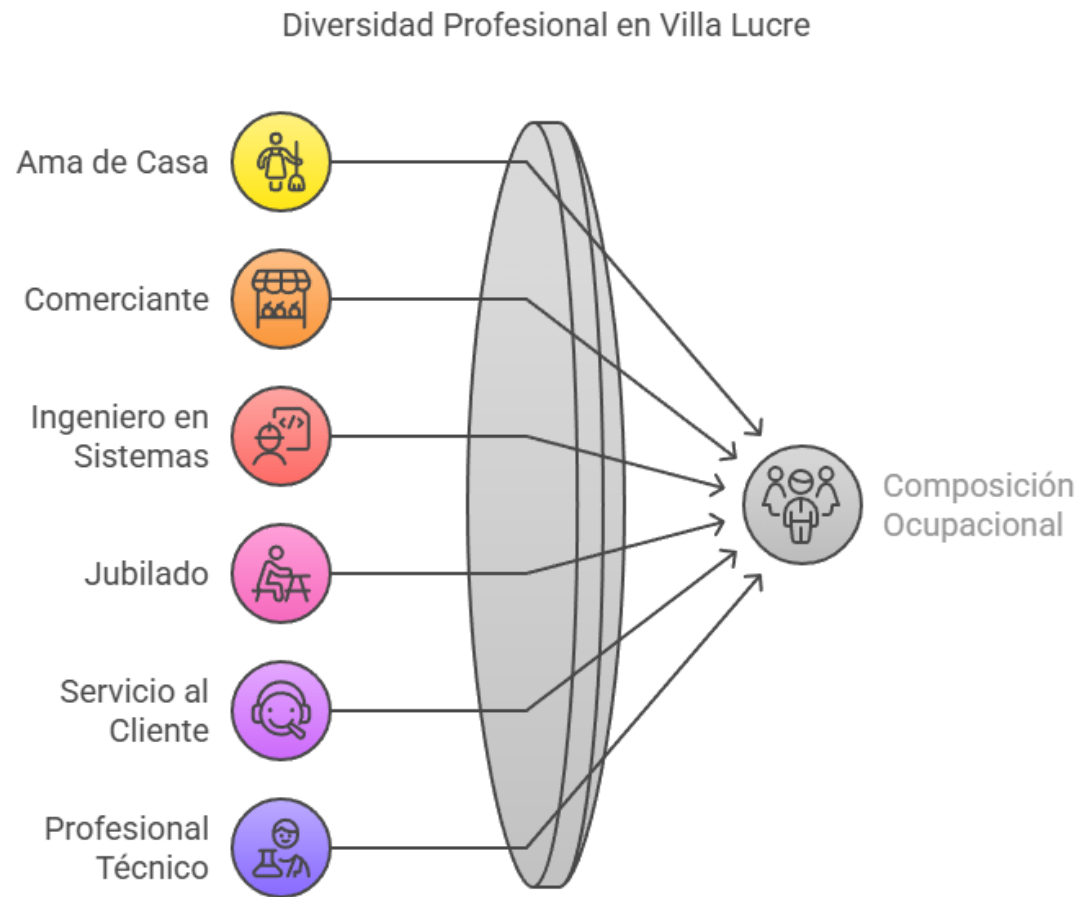 Diversidad Profesional en Villa Lucre
Ama de Casa
Comerciante
Ingeniero en
Sistemas
Jubilado
Servicio al
Cliente
Profesional
Técnico
Composición
Ocupacional